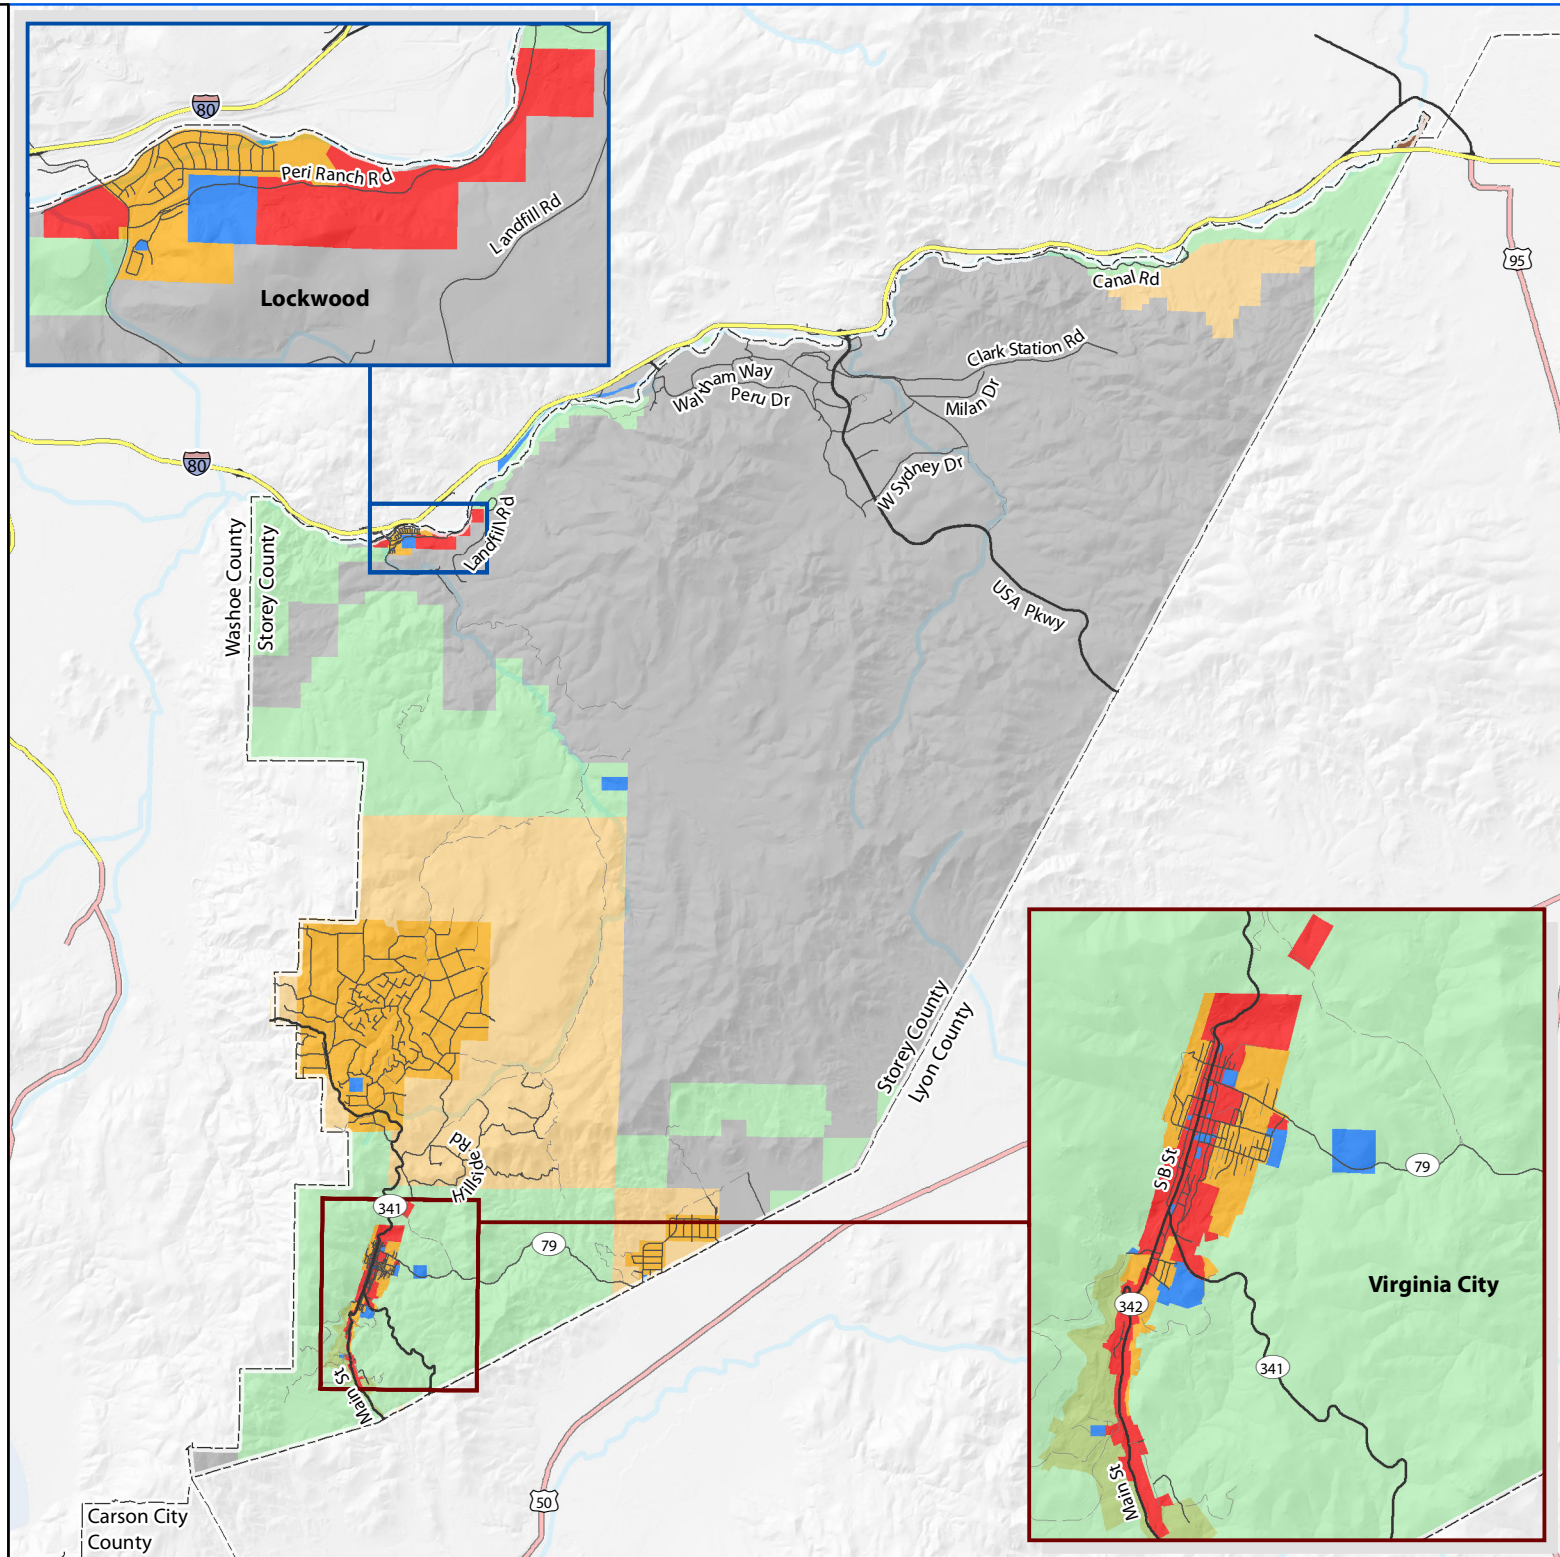 80
Peri Ranch Rd
Landfill Rd
Lockwood
95
Canal Rd
Clark Station Rd
Waltham Way
Peru Dr
Milan Dr
80
W Sydney Dr
Landfill Rd
Washoe County
Storey County
USA Pkwy
Storey County
Lyon County
Hillside Rd
341
79
S B St
79
342
Virginia City
341
Main St
Main St
50
Carson City
County